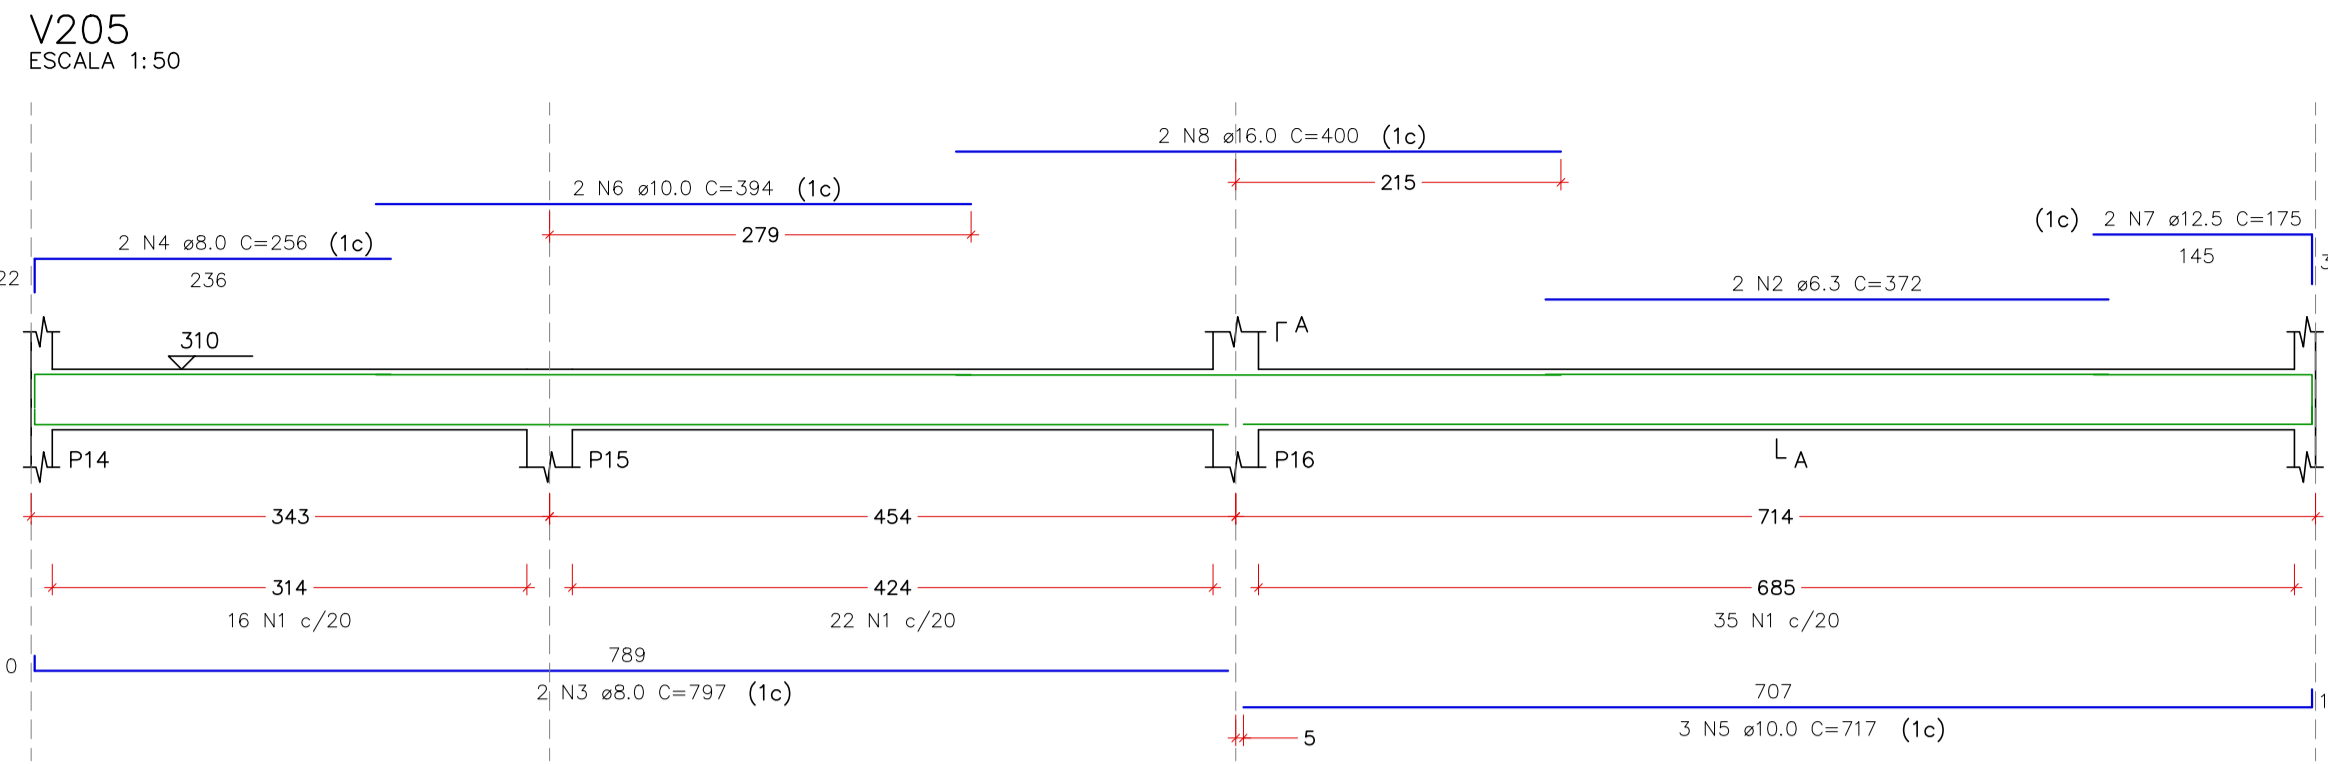 V205
ESCALA 1:50
2 N8 ø16.0 C=400 (1c)
215
2 N6 ø10.0 C=394 (1c)
279
(1c) 2 N7 ø12.5 C=175
145
2 N4 ø8.0 C=256 (1c)
236
22
3
2 N2 ø6.3 C=372
A
310
P14
P15
P16
A
343
454
714
314
424
685
16 N1 c/20
22 N1 c/20
35 N1 c/20
789
0
2 N3 ø8.0 C=797 (1c)
707
1
3 N5 ø10.0 C=717 (1c)
5